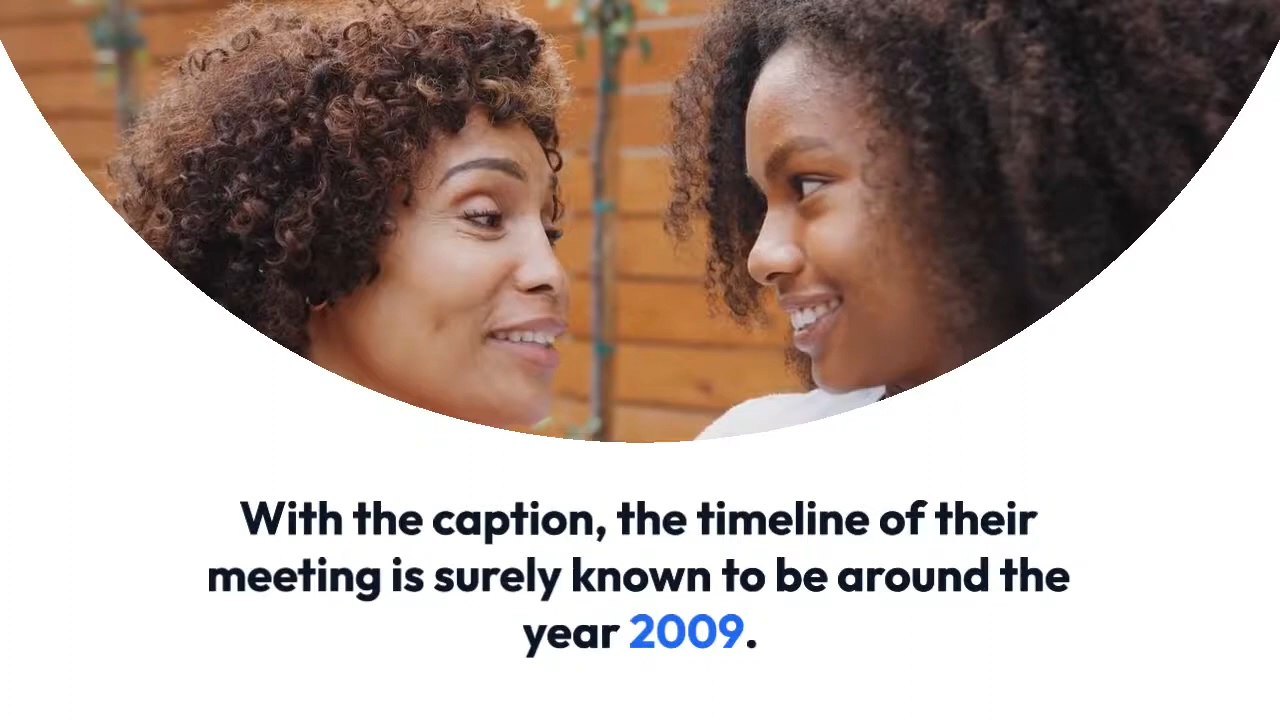 With the caption, the timeline of their
meeting is surely known to be around the
year 2009.